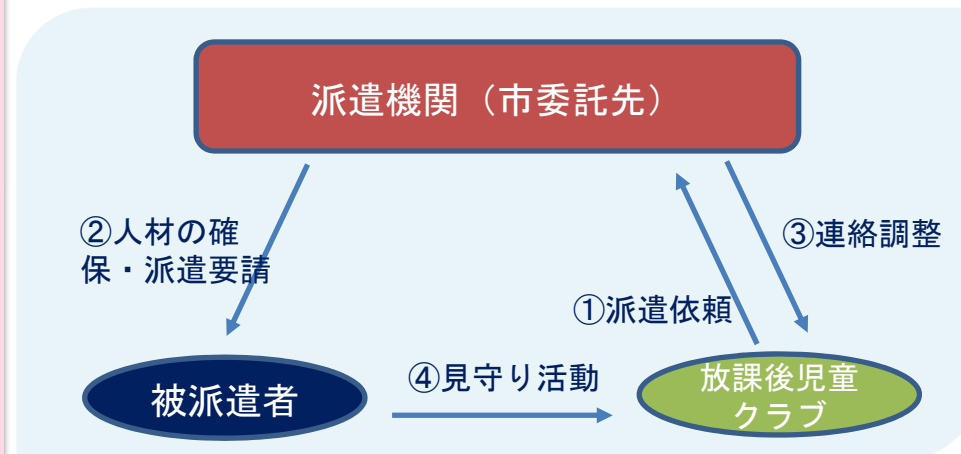 派遣機関（市委託先）
②人材の確
保・派遣要請
③連絡調整
①派遣依頼
④見守り活動
被派遣者
放課後児童
クラブ